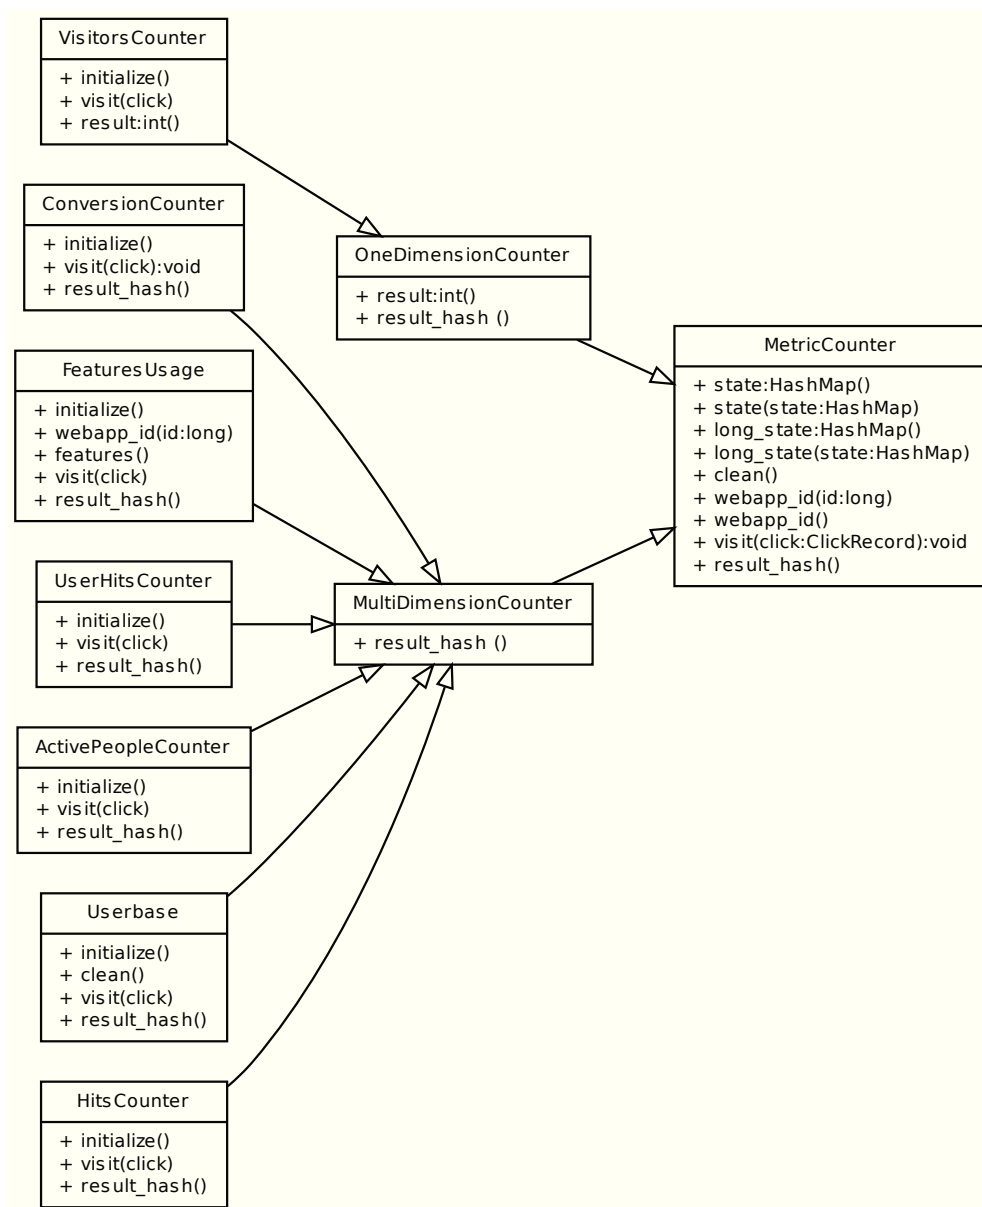 VisitorsCounter
+ initialize()
+ visit(click)
+ result:int()
ConversionCounter
+ initialize()
+ visit(click):void
+ result_hash()
OneDimensionCounter
+ result:int()
+ result_hash ()
MetricCounter
+ state:HashMap()
+ state(state:HashMap)
+ long_state:HashMap()
+ long_state(state:HashMap)
+ clean()
+ webapp_id(id:long)
+ webapp_id()
+ visit(click:ClickRecord):void
+ result_hash()
FeaturesUsage
+ initialize()
+ webapp_id(id:long)
+ features()
+ visit(click)
+ result_hash()
UserHitsCounter
+ initialize()
+ visit(click)
+ result_hash()
MultiDimensionCounter
+ result_hash ()
ActivePeopleCounter
+ initialize()
+ visit(click)
+ result_hash()
Userbase
+ initialize()
+ clean()
+ visit(click)
+ result_hash()
HitsCounter
+ initialize()
+ visit(click)
+ result_hash()